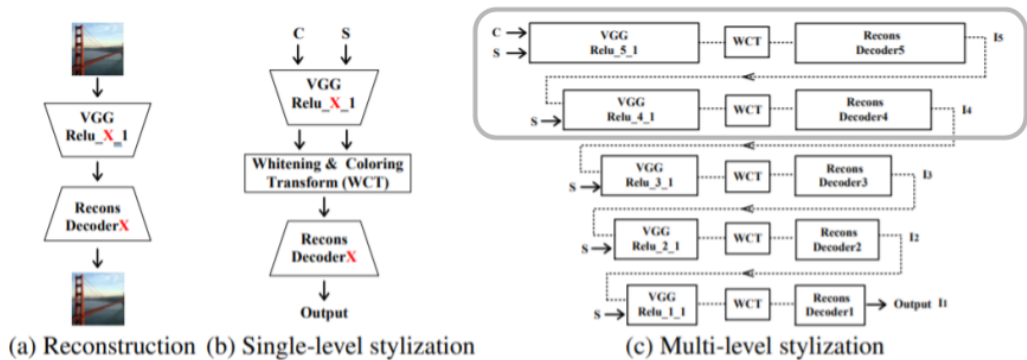 VGG
Relu_X_1
Recons
DecoderX
(a) Reconstruction
C S
VGG
Relu_X_1
Whitening & Coloring
Transform (WCT)
Recons
DecoderX
Output
(b) Single-level stylization
C
S
VGG
Relu_5_1
WCT
Recons
Decoder5
I5
S
VGG
Relu_4_1
WCT
Recons
Decoder4
I4
S
VGG
Relu_3_1
WCT
Recons
Decoder3
I3
S
VGG
Relu_2_1
WCT
Recons
Decoder2
I2
S
VGG
Relu_1_1
WCT
Recons
Decoder1
Output I1
(c) Multi-level stylization